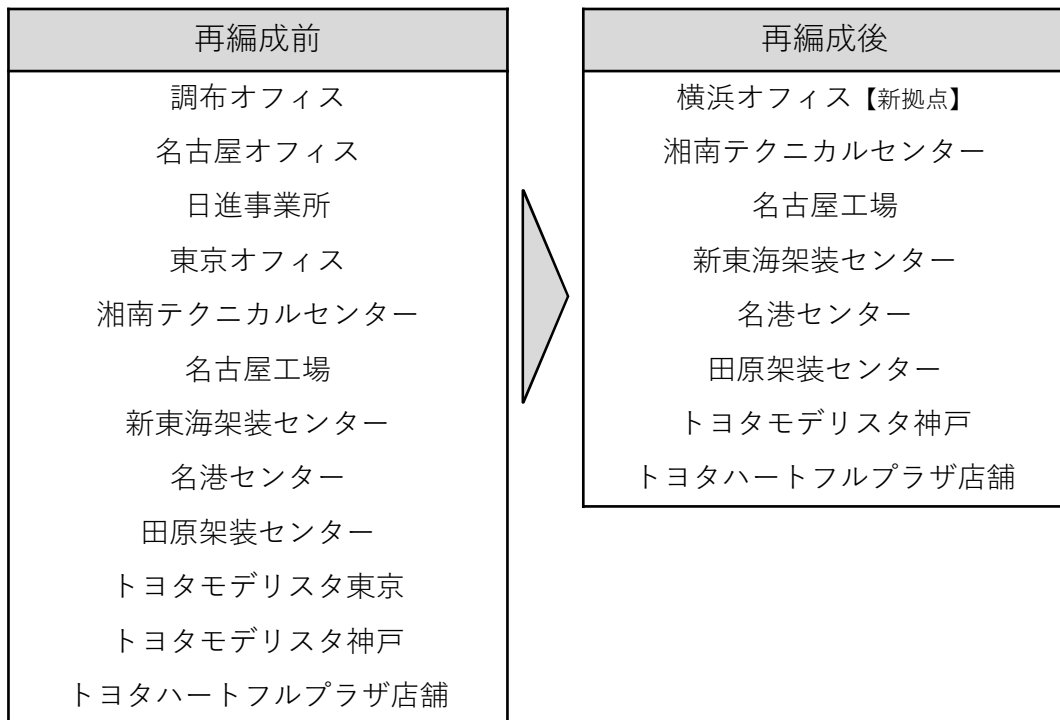 再編成前
調布オフィス
名古屋オフィス
日進事業所
東京オフィス
湘南テクニカルセンター
名古屋工場
新東海架装センター
名港センター
田原架装センター
トヨタモデリスタ東京
トヨタモデリスタ神戸
トヨタハートフルプラザ店舗
再編成後
横浜オフィス【新拠点】
湘南テクニカルセンター
名古屋工場
新東海架装センター
名港センター
田原架装センター
トヨタモデリスタ神戸
トヨタハートフルプラザ店舗